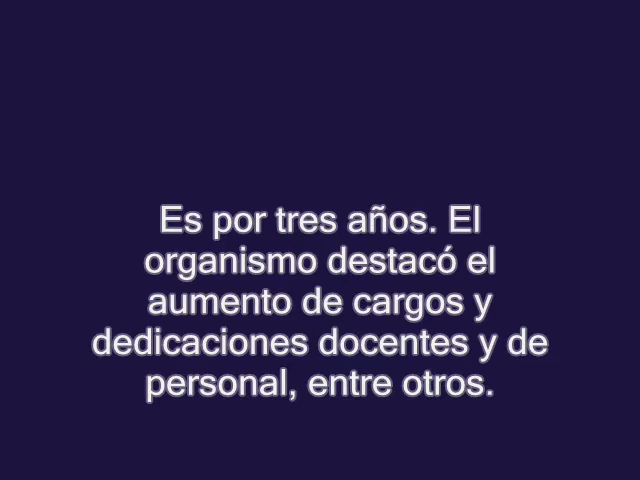 Es por tres años. El
organismo destacó el
aumento de cargos y
dedicaciones docentes y de
personal, entre otros.